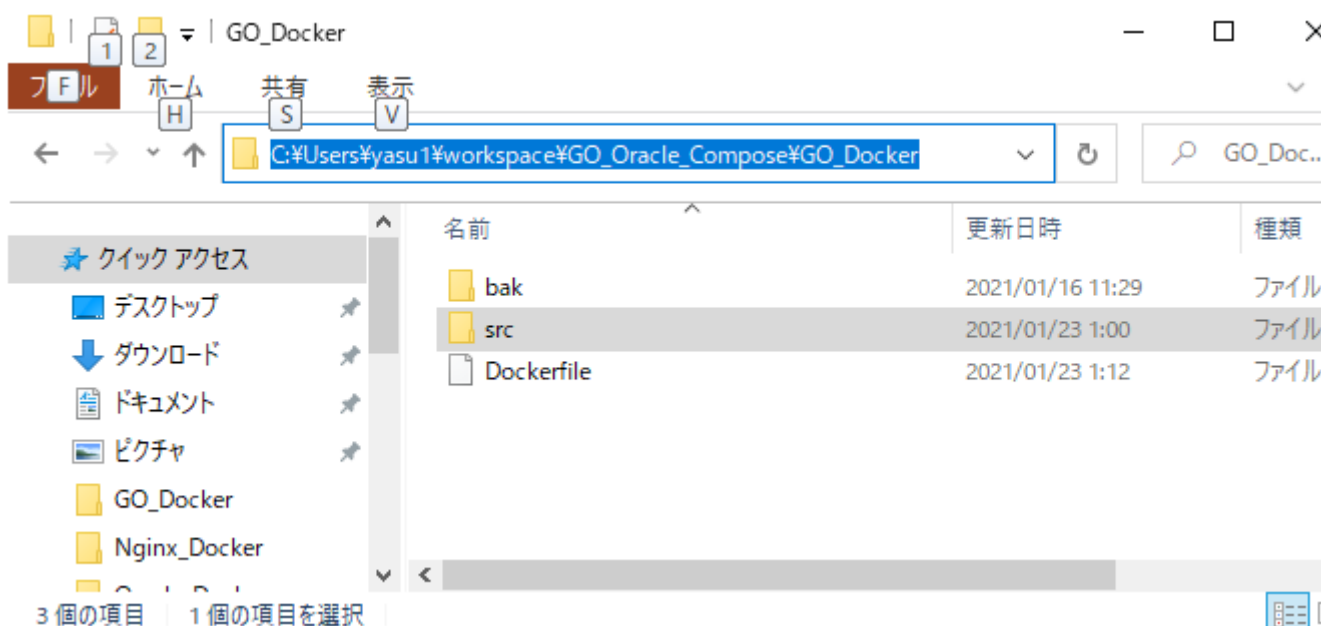 GO_Docker
1 2
フ F ル ホーム 共有 表示
H S V
C:¥Users¥yasu1¥workspace¥GO_Oracle_Compose¥GO_Docker
GO_Doc...
名前 更新日時 種類
クイック アクセス
デスクトップ
ダウンロード
ドキュメント
ピクチャ
GO_Docker
Nginx_Docker
bak 2021/01/16 11:29 ファイル
src 2021/01/23 1:00 ファイル
Dockerfile 2021/01/23 1:12 ファイル
3 個の項目 1 個の項目を選択